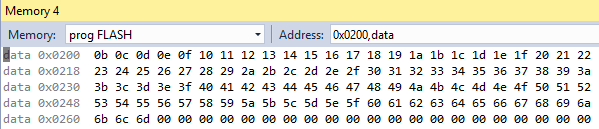 Memory 4
Memory: prog FLASH Address: 0x0200,data
data 0x0200 0b 0c 0d 0e 0f 10 11 12 13 14 15 16 17 18 19 1a 1b 1c 1d 1e 1f 20 21 22
data 0x0218 23 24 25 26 27 28 29 2a 2b 2c 2d 2e 2f 30 31 32 33 34 35 36 37 38 39 3a
data 0x0230 3b 3c 3d 3e 3f 40 41 42 43 44 45 46 47 48 49 4a 4b 4c 4d 4e 4f 50 51 52
data 0x0248 53 54 55 56 57 58 59 5a 5b 5c 5d 5e 5f 60 61 62 63 64 65 66 67 68 69 6a
data 0x0260 6b 6c 6d 00 00 00 00 00 00 00 00 00 00 00 00 00 00 00 00 00 00 00 00 00